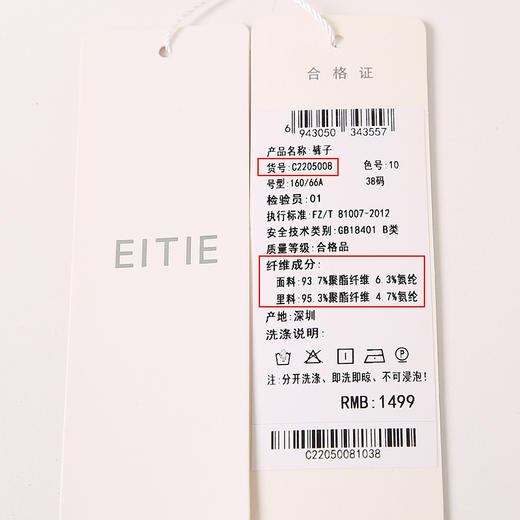 EITIE
合格证
6 943050 343557
产品名称:裤子
货号:C2205008 色号:10
号型:160/66A 38码
检验员:01
执行标准:FZ/T 81007-2012
安全技术类别:GB18401 B类
质量等级:合格品
纤维成分:
面料:93.7%聚酯纤维 6.3%氨纶
里料:95.3%聚酯纤维 4.7%氨纶
产地:深圳
洗涤说明:
注:分开洗涤、即洗即晾、不可浸泡!
RMB:1499
C22050081038